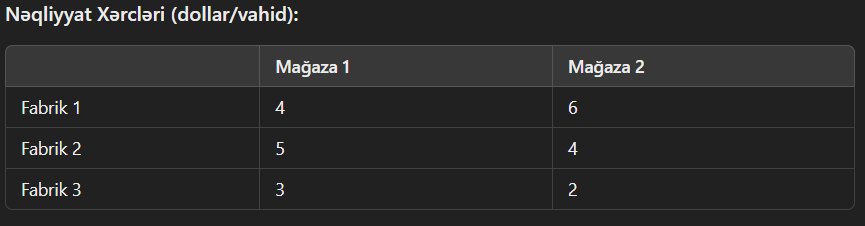 Nəqliyyat Xərcləri (dollar/vahid):
Mağaza 1 Mağaza 2
Fabrik 1 4 6
Fabrik 2 5 4
Fabrik 3 3 2